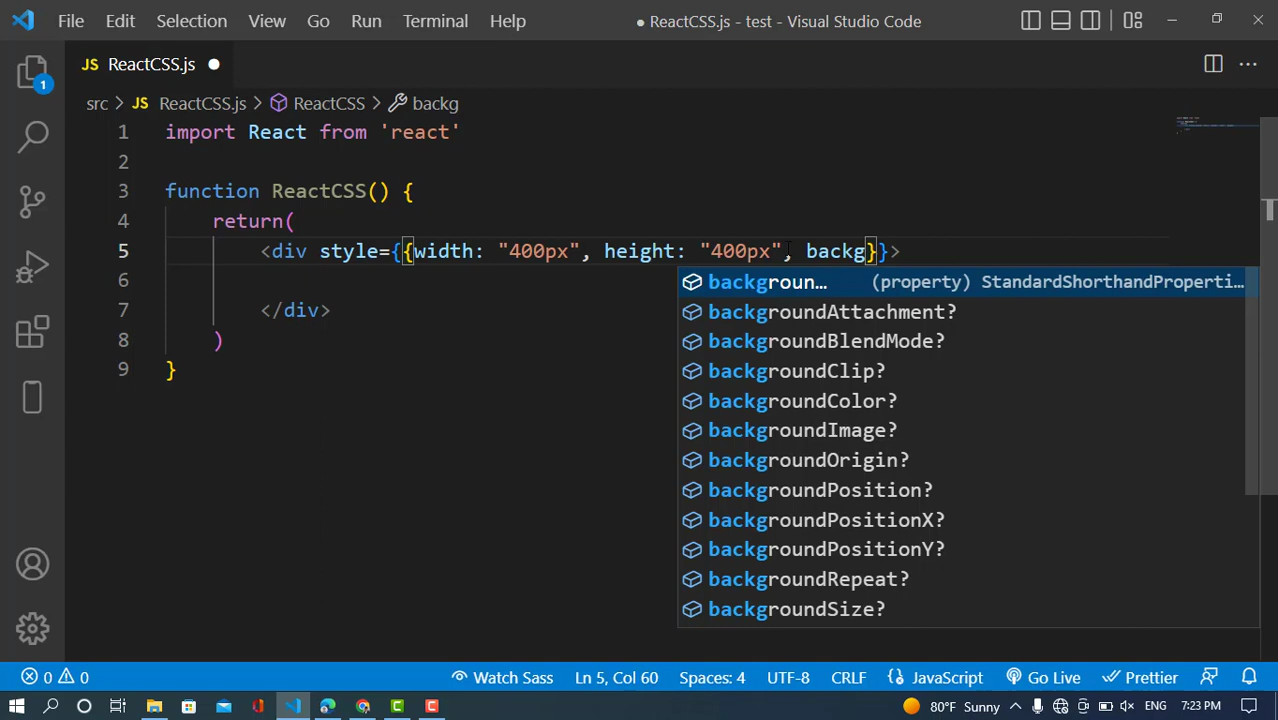 File Edit Selection View Go Run Terminal Help ● ReactCSS.js - test - Visual Studio Code
JS ReactCSS.js ●
1
src > JS ReactCSS.js > ReactCSS > backg
1 import React from 'react'
2
3 function ReactCSS() {
4 return(
5 <div style={{width: "400px", height: "400px", backg}}>
6
7 </div>
8 )
9 }
backgroun… (property) StandardShorthandProperti…
backgroundAttachment?
backgroundBlendMode?
backgroundClip?
backgroundColor?
backgroundImage?
backgroundOrigin?
backgroundPosition?
backgroundPositionX?
backgroundPositionY?
backgroundRepeat?
backgroundSize?
0 0 Watch Sass Ln 5, Col 60 Spaces: 4 UTF-8 CRLF JavaScript Go Live Prettier
80°F Sunny ENG 7:23 PM